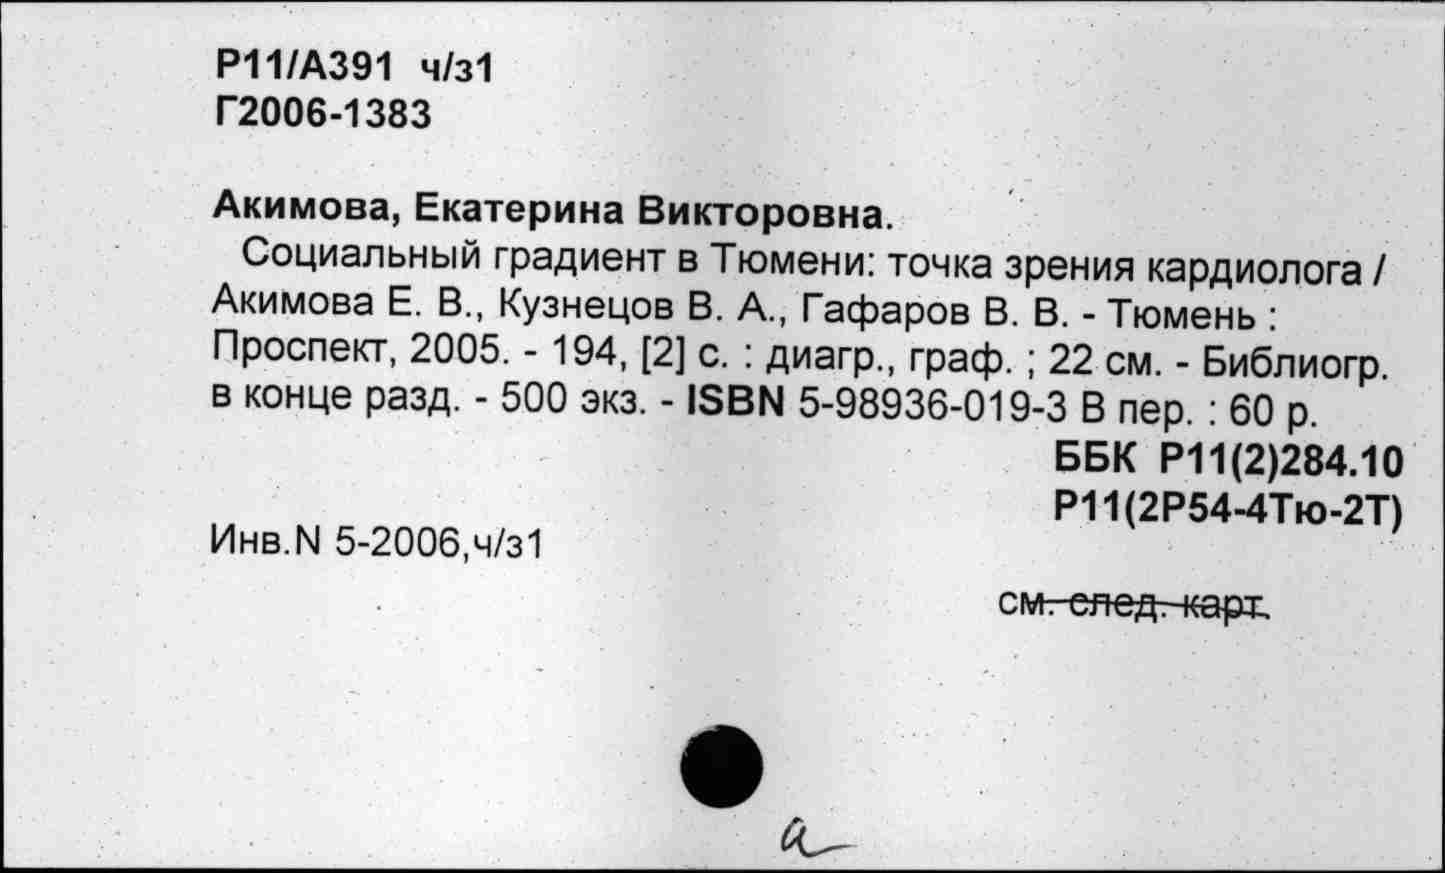 Р11/А391 ч/з1
Г2006-1383
Акимова, Екатерина Викторовна.
Социальный градиент в Тюмени: точка зрения кардиолога /
Акимова Е. В., Кузнецов В. А., Гафаров В. В. - Тюмень :
Проспект, 2005. - 194, [2] с. : диагр., граф. ; 22 см. - Библиогр.
в конце разд. - 500 экз. - ISBN 5-98936-019-3 В пер. : 60 р.
ББК Р11(2)284.10
Р11(2Р54-4Тю-2Т)
Инв.N 5-2006,ч/з1
см. след. карт.
а